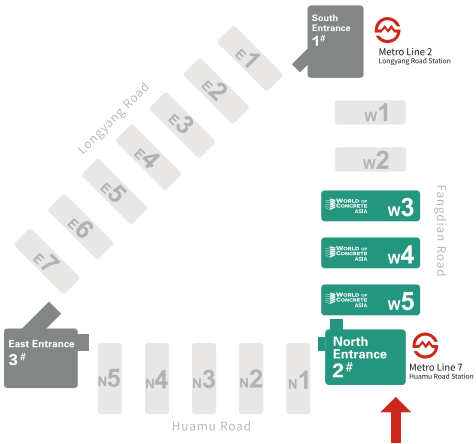 South
Entrance
1#
Metro Line 2
Longyang Road Station
E1
E2
E3
E4
E5
E6
E7
Longyang Road
W1
W2
WORLD OF
CONCRETE
ASIA
W3
WORLD OF
CONCRETE
ASIA
W4
WORLD OF
CONCRETE
ASIA
W5
Fangdian Road
East Entrance
3#
N5
N4
N3
N2
N1
North
Entrance
2#
Metro Line 7
Huamu Road Station
Huamu Road